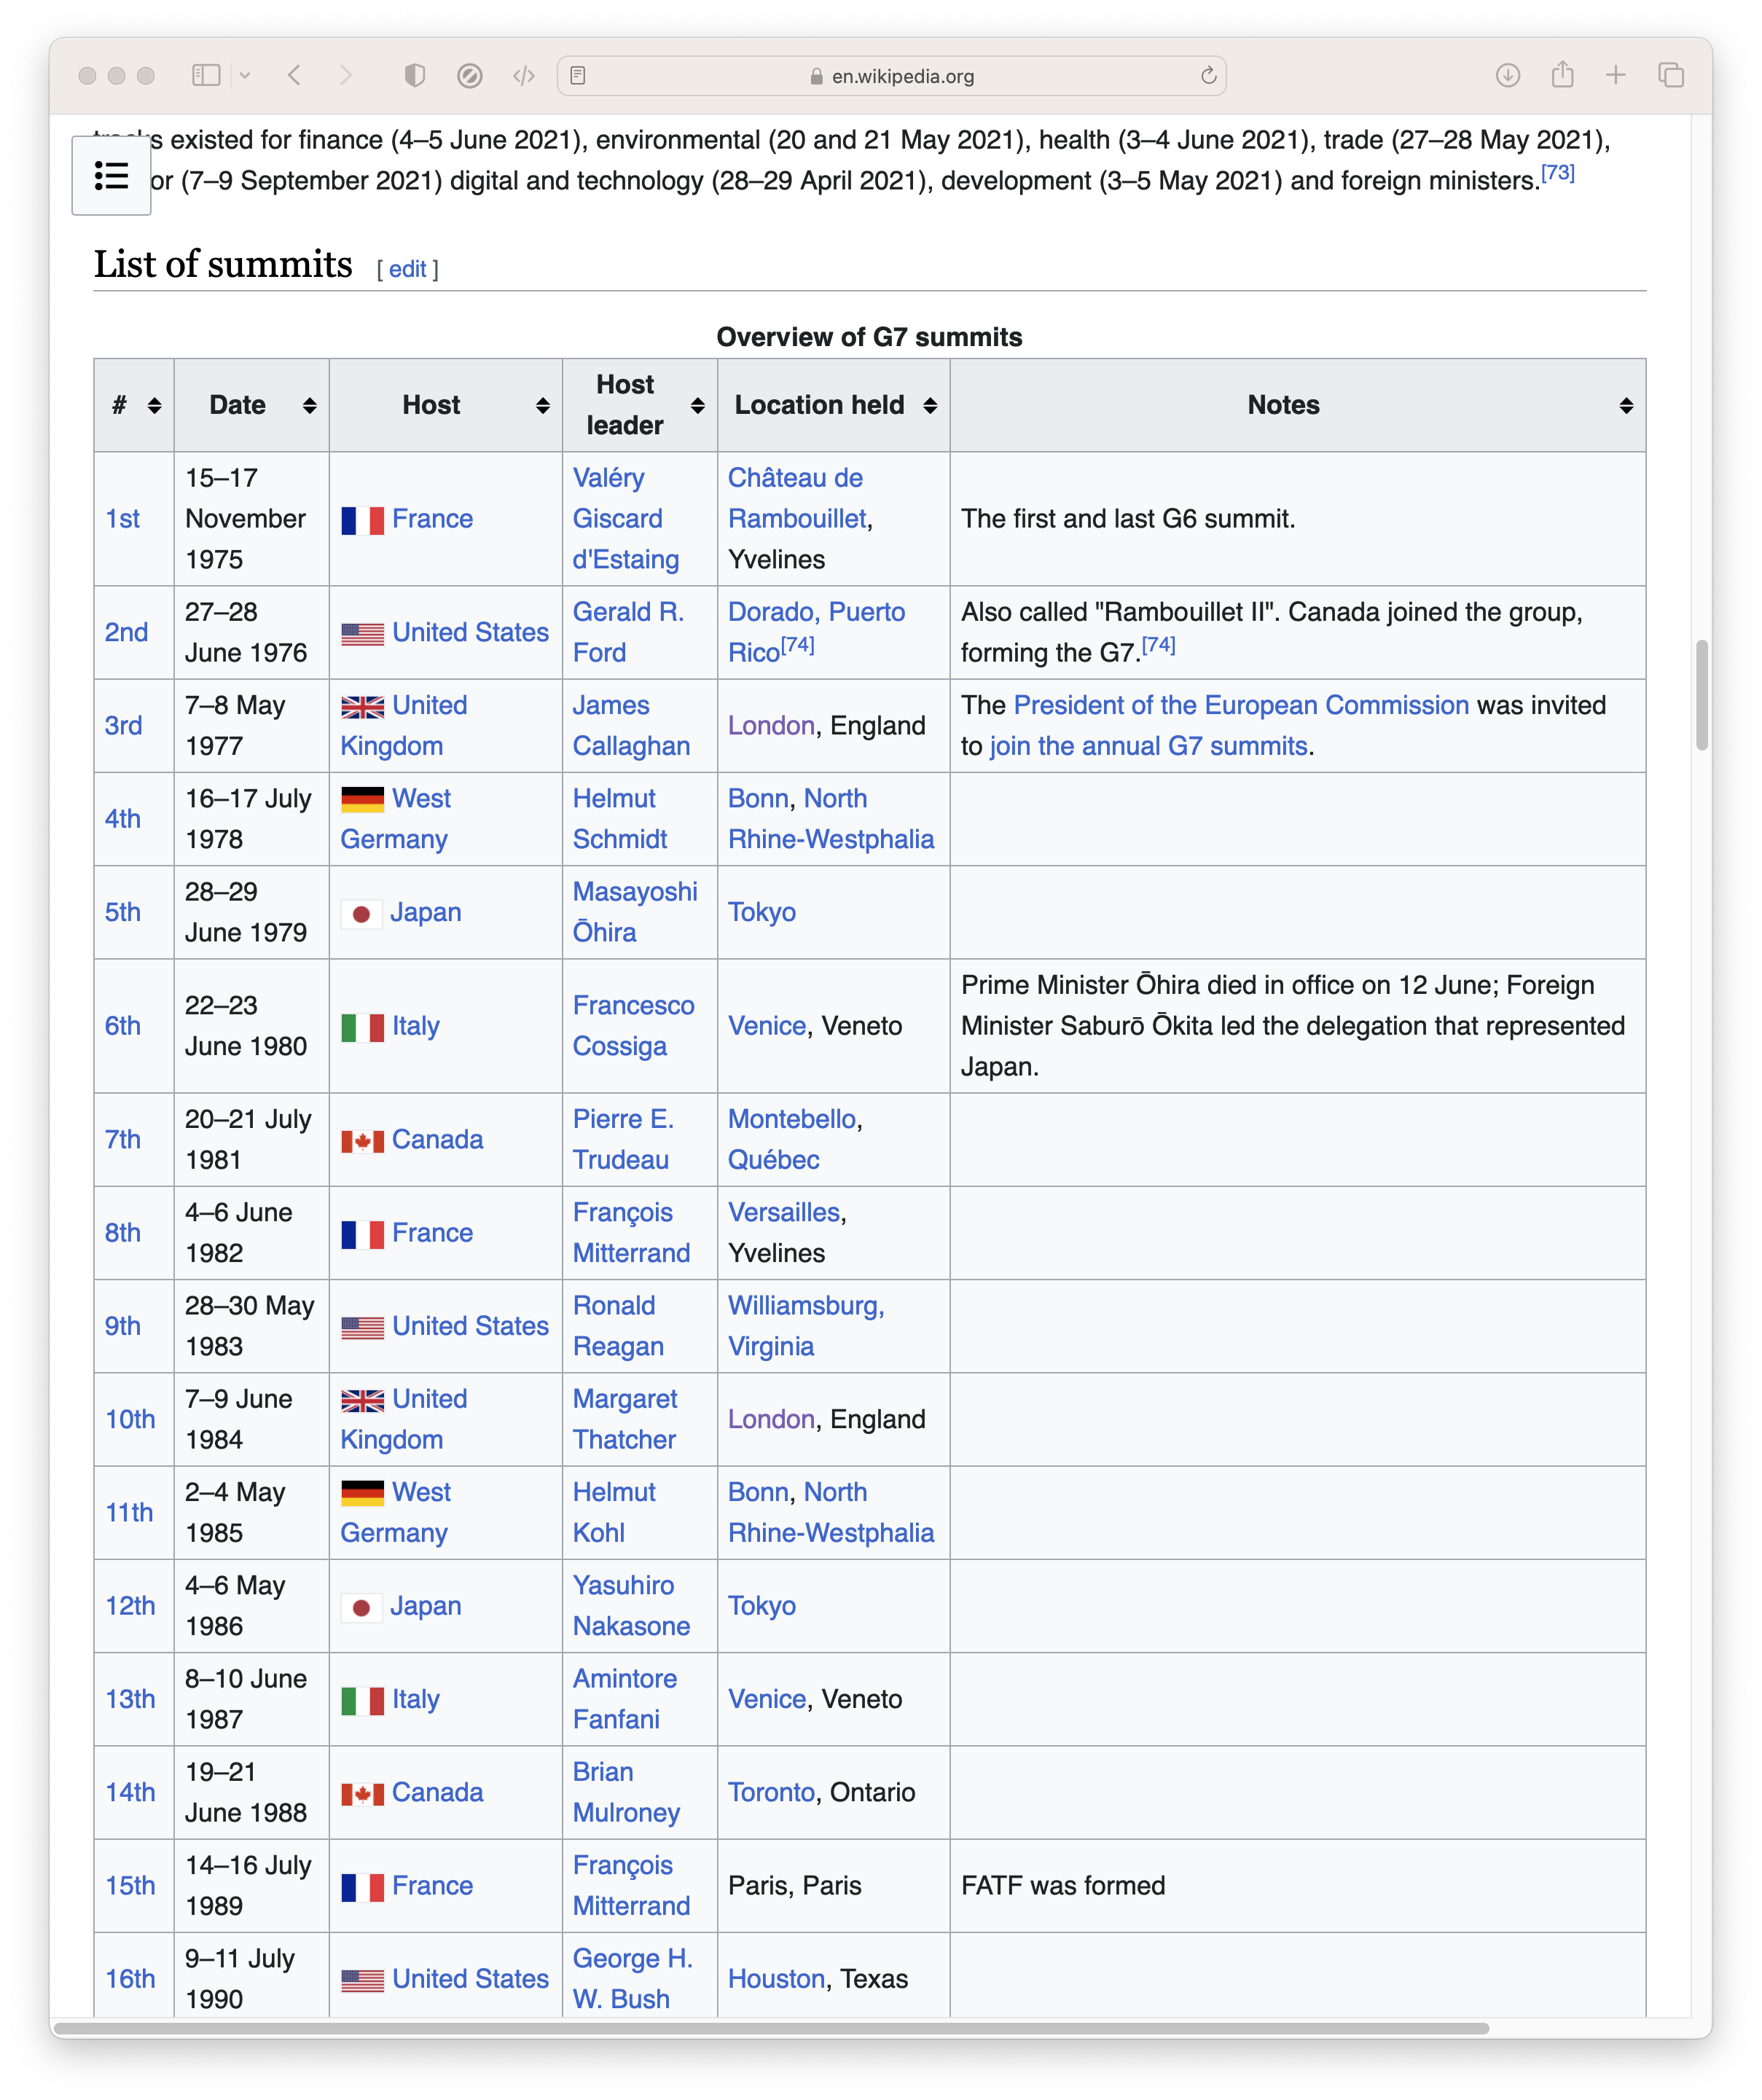 en.wikipedia.org
s existed for finance (4–5 June 2021), environmental (20 and 21 May 2021), health (3–4 June 2021), trade (27–28 May 2021),
or (7–9 September 2021) digital and technology (28–29 April 2021), development (3–5 May 2021) and foreign ministers.[73]
List of summits [ edit ]
Overview of G7 summits
# Date Host Host leader Location held Notes
1st 15–17 November 1975 France Valéry Giscard d'Estaing Château de Rambouillet, Yvelines The first and last G6 summit.
2nd 27–28 June 1976 United States Gerald R. Ford Dorado, Puerto Rico[74] Also called "Rambouillet II". Canada joined the group, forming the G7.[74]
3rd 7–8 May 1977 United Kingdom James Callaghan London, England The President of the European Commission was invited to join the annual G7 summits.
4th 16–17 July 1978 West Germany Helmut Schmidt Bonn, North Rhine-Westphalia
5th 28–29 June 1979 Japan Masayoshi Ōhira Tokyo
6th 22–23 June 1980 Italy Francesco Cossiga Venice, Veneto Prime Minister Ōhira died in office on 12 June; Foreign Minister Saburō Ōkita led the delegation that represented Japan.
7th 20–21 July 1981 Canada Pierre E. Trudeau Montebello, Québec
8th 4–6 June 1982 France François Mitterrand Versailles, Yvelines
9th 28–30 May 1983 United States Ronald Reagan Williamsburg, Virginia
10th 7–9 June 1984 United Kingdom Margaret Thatcher London, England
11th 2–4 May 1985 West Germany Helmut Kohl Bonn, North Rhine-Westphalia
12th 4–6 May 1986 Japan Yasuhiro Nakasone Tokyo
13th 8–10 June 1987 Italy Amintore Fanfani Venice, Veneto
14th 19–21 June 1988 Canada Brian Mulroney Toronto, Ontario
15th 14–16 July 1989 France François Mitterrand Paris, Paris FATF was formed
16th 9–11 July 1990 United States George H. W. Bush Houston, Texas